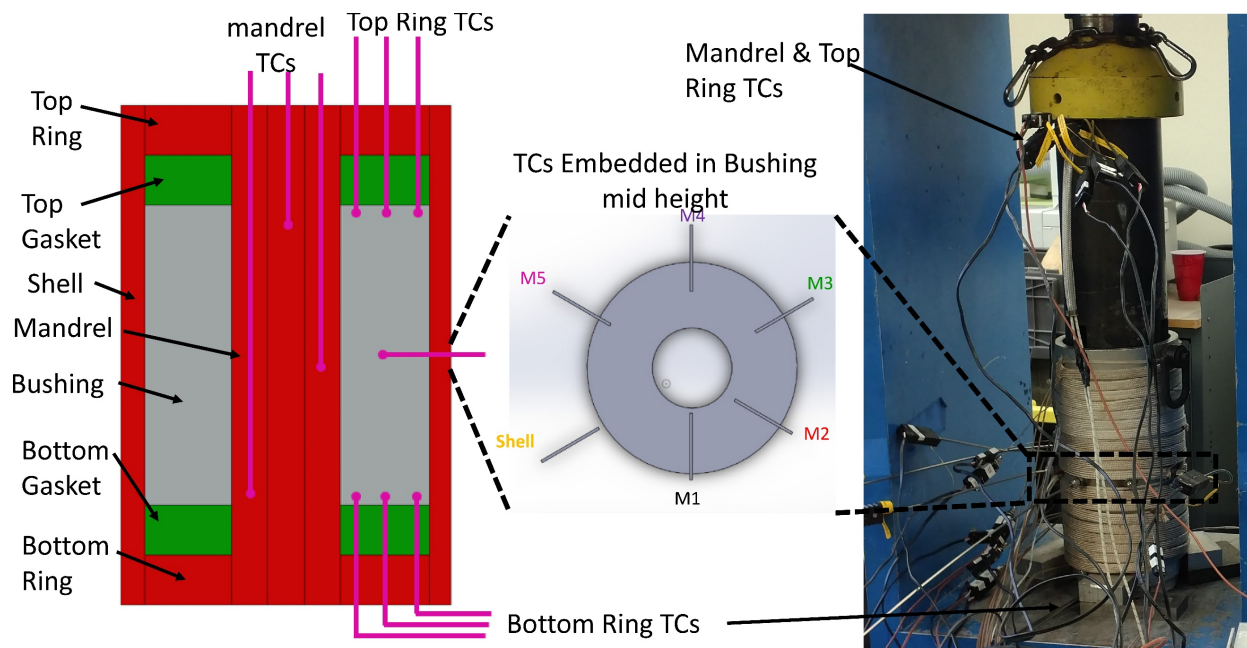 mandrel
TCs
Top Ring TCs
Top
Ring
Top
Gasket
Shell
Mandrel
Bushing
Bottom
Gasket
Bottom
Ring
TCs Embedded in Bushing
mid height
M4
M5
M3
Shell
M2
M1
Bottom Ring TCs
Mandrel & Top
Ring TCs